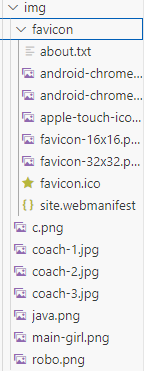 img
favicon
about.txt
android-chrome...
android-chrome...
apple-touch-ico...
favicon-16x16.p...
favicon-32x32.p...
favicon.ico
site.webmanifest
c.png
coach-1.jpg
coach-2.jpg
coach-3.jpg
java.png
main-girl.png
robo.png